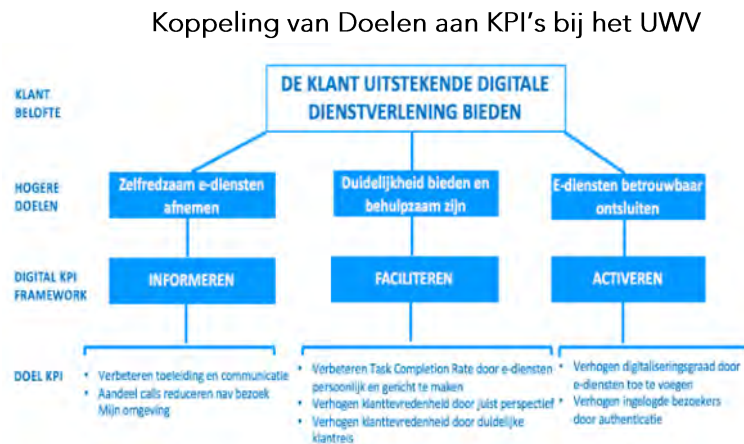 Koppeling van Doelen aan KPI's bij het UWV
KLANT
BELOFTE
DE KLANT UITSTEKENDE DIGITALE
DIENSTVERLENING BIEDEN
HOGERE
DOELEN
Zelfredzaam e-diensten
afnemen
Duidelijkheid bieden en
behulpzaam zijn
E-diensten betrouwbaar
ontsluiten
DIGITAL KPI
FRAMEWORK
INFORMEREN
FACILITEREN
ACTIVEREN
DOEL KPI
• Verbeteren toeleiding en communicatie
• Aandeel calls reduceren nav bezoek
Mijn omgeving
• Verbeteren Task Completion Rate door e-diensten
persoonlijk en gericht te maken
• Verhogen klanttevredenheid door juist perspectief
• Verhogen klanttevredenheid door duidelijke
klantreis
• Verhogen digitaliseringsgraad door
e-diensten toe te voegen
• Verhogen ingelogde bezoekers
door authenticatie